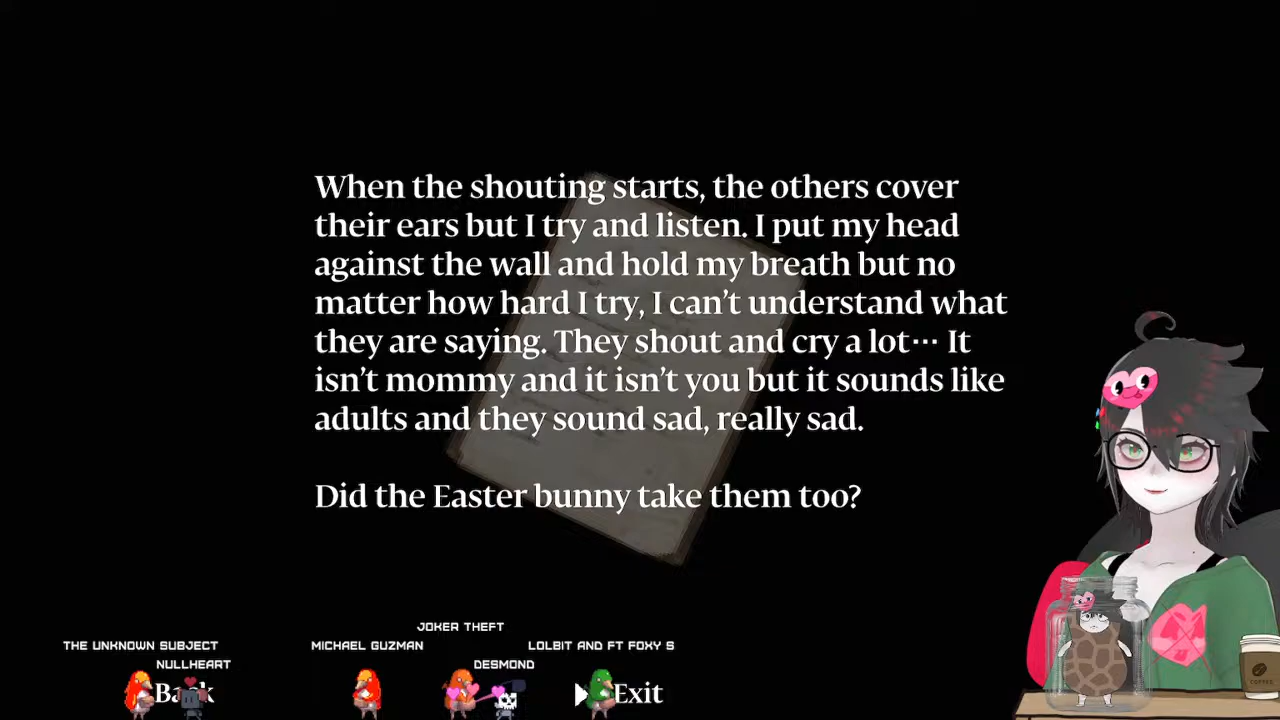 When the shouting starts, the others cover
their ears but I try and listen. I put my head
against the wall and hold my breath but no
matter how hard I try, I can't understand what
they are saying. They shout and cry a lot··· It
isn't mommy and it isn't you but it sounds like
adults and they sound sad, really sad.
Did the Easter bunny take them too?
JOKER THEFT
THE UNKNOWN SUBJECT
MICHAEL GUZMAN
LOLBIT AND FT FOXY S
NULLHEART
DESMOND
Back
Exit
COFFEE